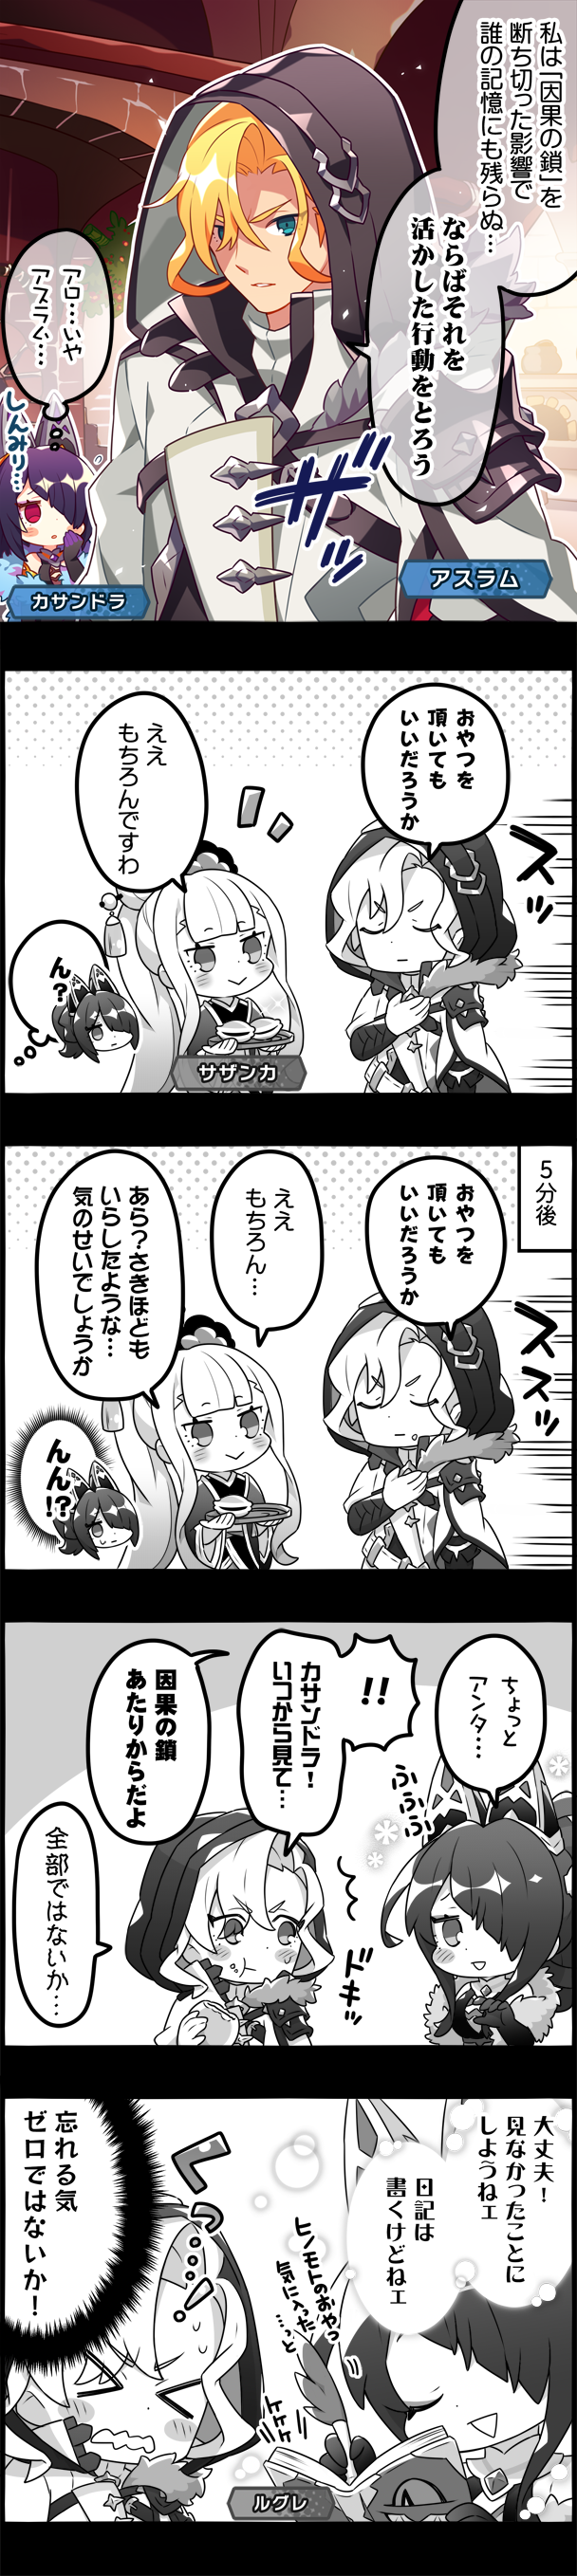 私は「因果の鎖」を
断ち切った影響で
誰の記憶にも残らぬ…
ならばそれを
活かした行動をとろう
アロ…いや
アスラム…
しんみり…
ザッ
アスラム
カサンドラ
おやつを
頂いても
いいだろうか
スッ
ええ
もちろんですわ
ん?
サザンカ
5分後
おやつを
頂いても
いいだろうか
ススッ
ええ
もちろん…
あら?さきほども
いらしたような…
気のせいでしょうか
んん!?
ちょっと
アンタ…
ふふふ
!!
カサンドラ!
いつから見て…
ドキッ
因果の鎖
あたりからだよ
全部ではないか…
大丈夫!
見なかったことに
しようねェ
日記は
書くけどねェ
ヒノモトのおやつ
気に入った
…っと
ケケケ
くっ…!
忘れる気
ゼロではないか!
ルグレ